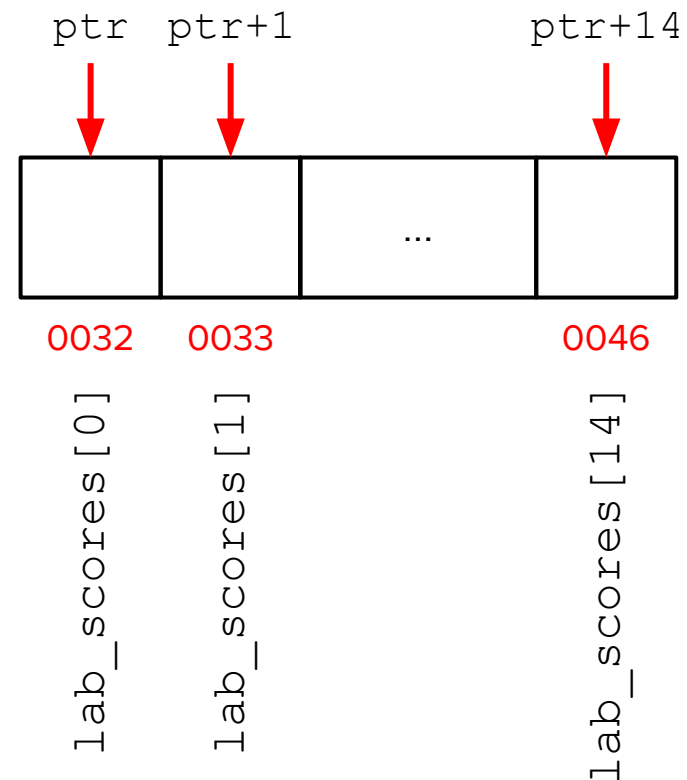 ptr ptr+1 ptr+14
...
0032 0033 0046
lab_scores[0]
lab_scores[1]
lab_scores[14]